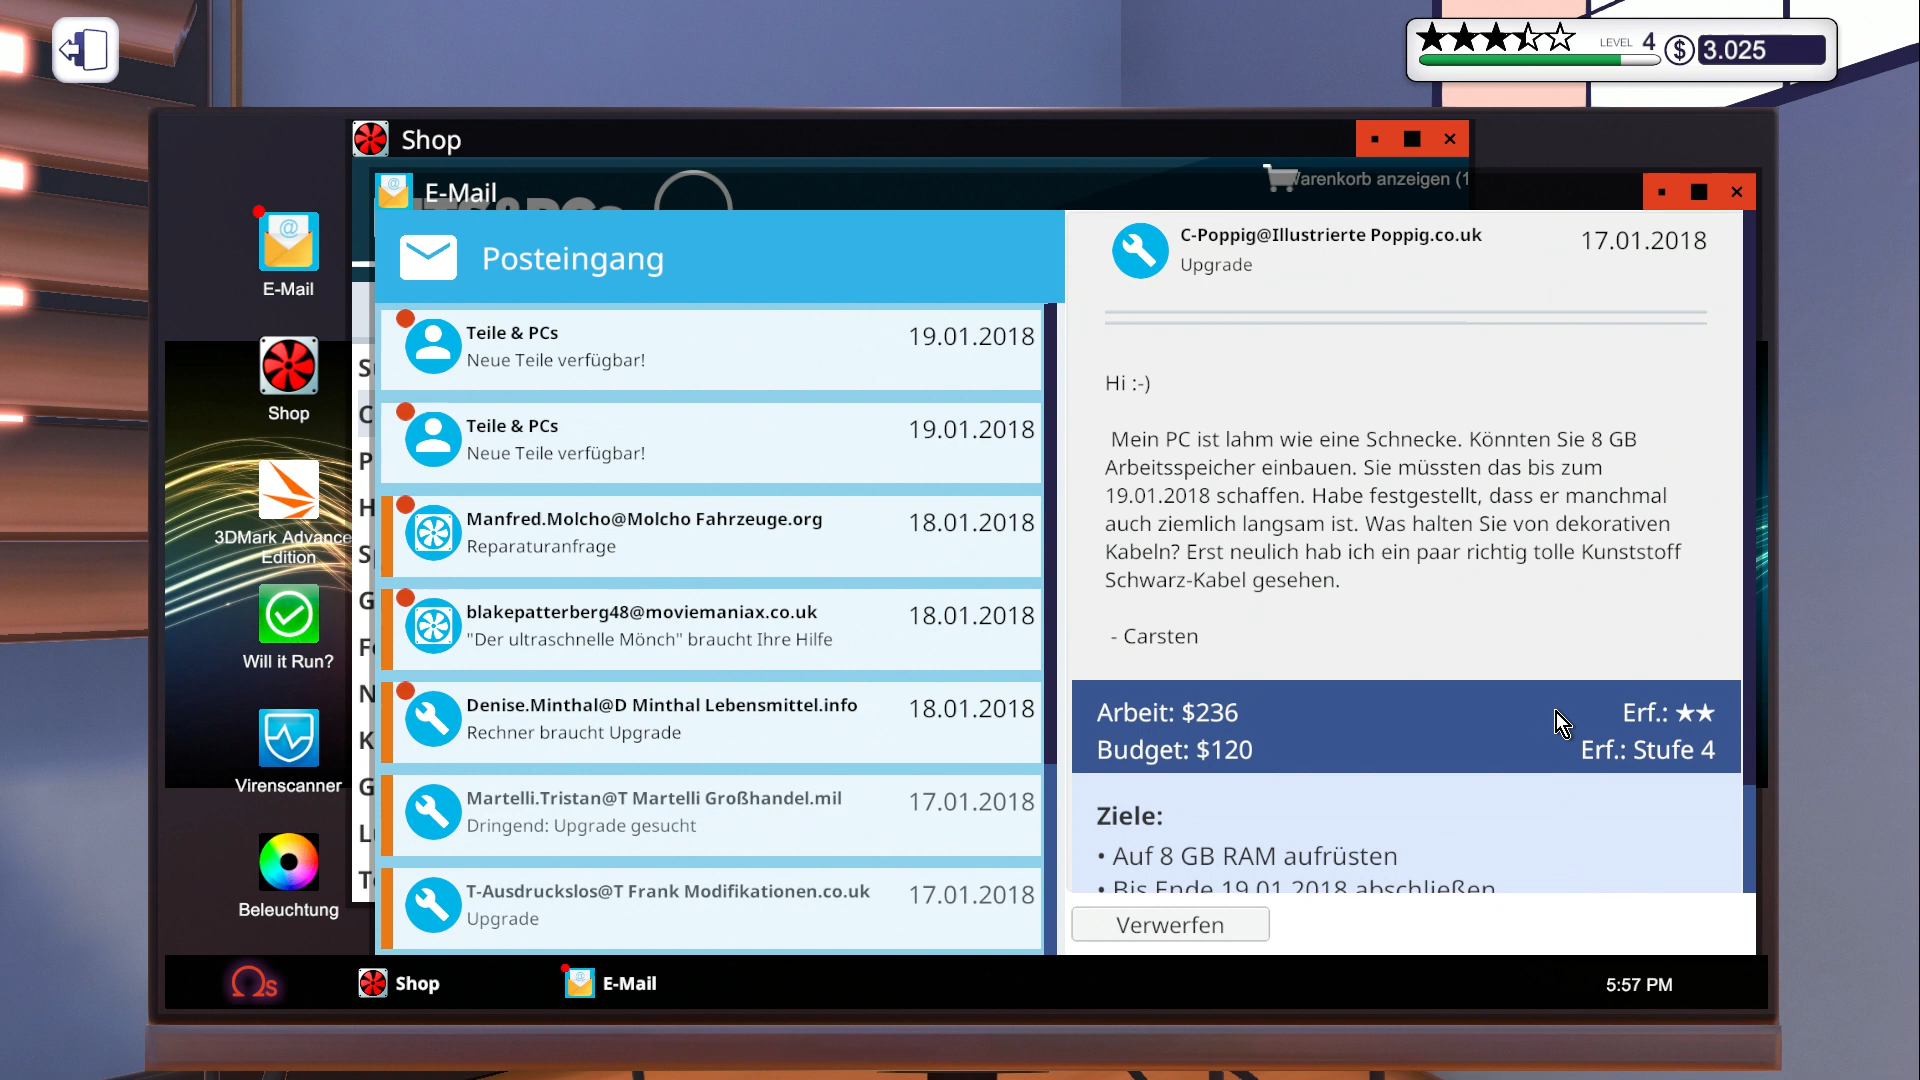 LEVEL 4
$ 3.025
Shop
Warenkorb anzeigen (1
E-Mail
Posteingang
Teile & PCs
19.01.2018
Neue Teile verfügbar!
Teile & PCs
19.01.2018
Neue Teile verfügbar!
Manfred.Molcho@Molcho Fahrzeuge.org
18.01.2018
Reparaturanfrage
blakepatterberg48@moviemaniax.co.uk
18.01.2018
"Der ultraschnelle Mönch" braucht Ihre Hilfe
Denise.Minthal@D Minthal Lebensmittel.info
18.01.2018
Rechner braucht Upgrade
Martelli.Tristan@T Martelli Großhandel.mil
17.01.2018
Dringend: Upgrade gesucht
T-Ausdruckslos@T Frank Modifikationen.co.uk
17.01.2018
Upgrade
C-Poppig@Illustrierte Poppig.co.uk
17.01.2018
Upgrade
Hi :-)
Mein PC ist lahm wie eine Schnecke. Könnten Sie 8 GB
Arbeitsspeicher einbauen. Sie müssten das bis zum
19.01.2018 schaffen. Habe festgestellt, dass er manchmal
auch ziemlich langsam ist. Was halten Sie von dekorativen
Kabeln? Erst neulich hab ich ein paar richtig tolle Kunststoff
Schwarz-Kabel gesehen.
- Carsten
Arbeit: $236
Erf.: ★★
Budget: $120
Erf.: Stufe 4
Ziele:
• Auf 8 GB RAM aufrüsten
• Bis Ende 19.01.2018 abschließen
Verwerfen
E-Mail
Shop
3DMark Advance
Edition
Will it Run?
Virenscanner
Beleuchtung
Ωs
Shop
E-Mail
5:57 PM